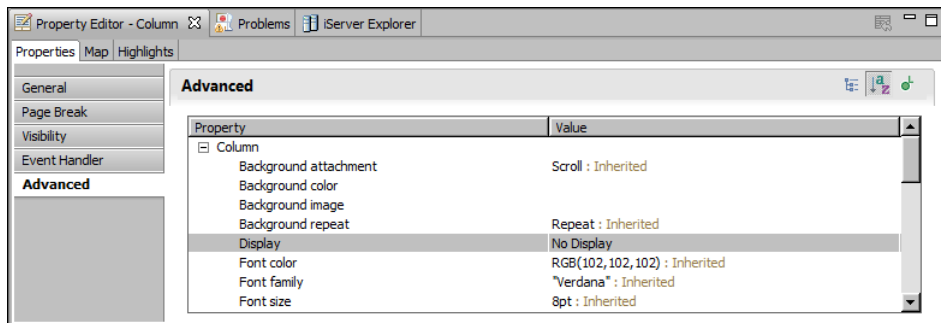 Property Editor - Column Problems iServer Explorer
Properties Map Highlights
General
Page Break
Visibility
Event Handler
Advanced
Advanced
Property Value
Column
Background attachment Scroll : Inherited
Background color
Background image
Background repeat Repeat : Inherited
Display No Display
Font color RGB(102,102,102) : Inherited
Font family "Verdana" : Inherited
Font size 8pt : Inherited